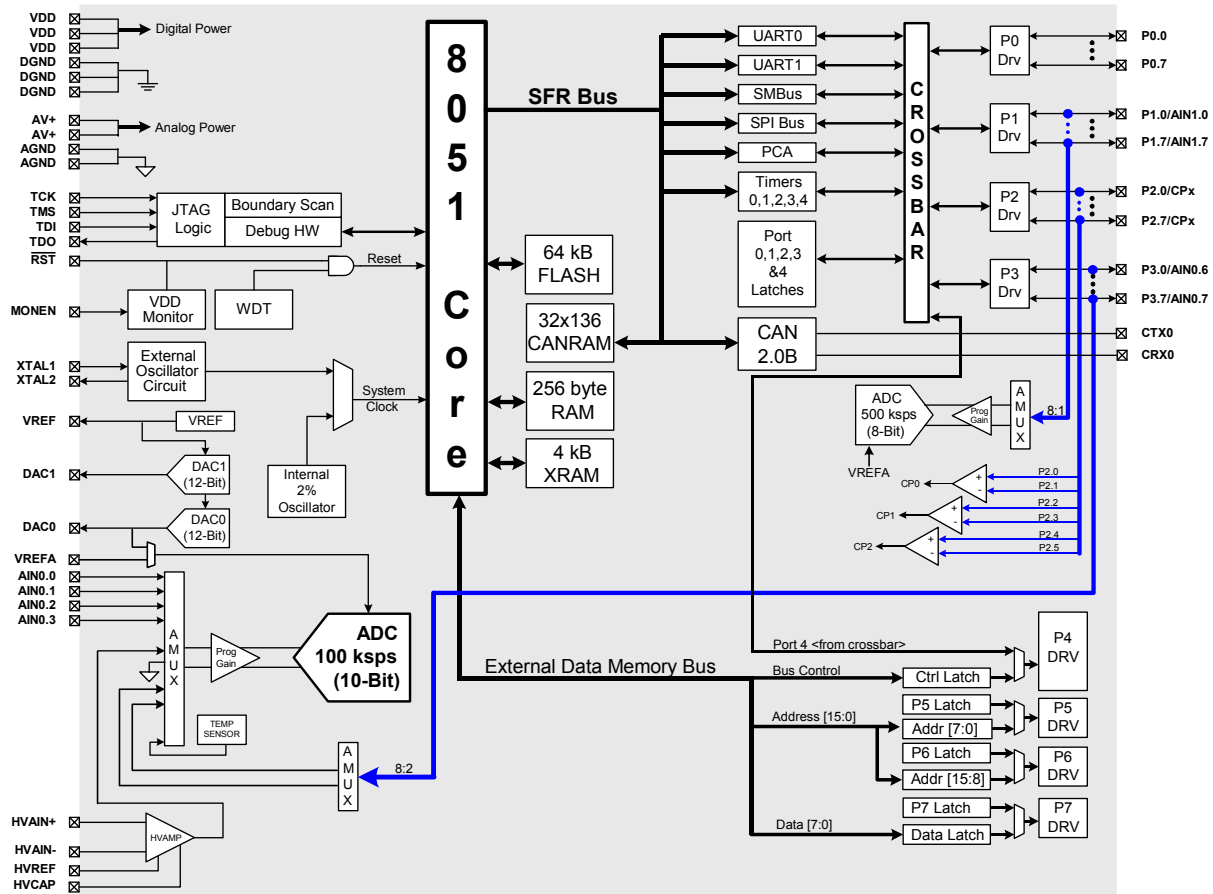 VDD
VDD
VDD
Digital Power
DGND
DGND
DGND
AV+
AV+
Analog Power
AGND
AGND
TCK
TMS
TDI
TDO
JTAG
Logic
Boundary Scan
Debug HW
RST
Reset
MONEN
VDD
Monitor
WDT
XTAL1
XTAL2
External
Oscillator
Circuit
System
Clock
VREF
VREF
DAC1
DAC1
(12-Bit)
Internal
2%
Oscillator
DAC0
DAC0
(12-Bit)
VREFA
AIN0.0
AIN0.1
AIN0.2
AIN0.3
AMUX
Prog
Gain
ADC
100 ksps
(10-Bit)
TEMP
SENSOR
AMUX
8:2
HVAIN+
HVAIN-
HVREF
HVCAP
HVAMP
8051 Core
SFR Bus
64 kB
FLASH
32x136
CANRAM
256 byte
RAM
4 kB
XRAM
UART0
UART1
SMBus
SPI Bus
PCA
Timers
0,1,2,3,4
Port
0,1,2,3
&4
Latches
CAN
2.0B
CROSSBAR
P0
Drv
P1
Drv
P2
Drv
P3
Drv
P0.0
P0.7
P1.0/AIN1.0
P1.7/AIN1.7
P2.0/CPx
P2.7/CPx
P3.0/AIN0.6
P3.7/AIN0.7
CTX0
CRX0
ADC
500 ksps
(8-Bit)
Prog
Gain
AMUX
8:1
VREFA
CP0
+
-
P2.0
P2.1
CP1
+
-
P2.2
P2.3
CP2
+
-
P2.4
P2.5
External Data Memory Bus
Port 4 <from crossbar>
Bus Control
Ctrl Latch
P4
DRV
Address [15:0]
P5 Latch
Addr [7:0]
P5
DRV
P6 Latch
Addr [15:8]
P6
DRV
Data [7:0]
P7 Latch
Data Latch
P7
DRV